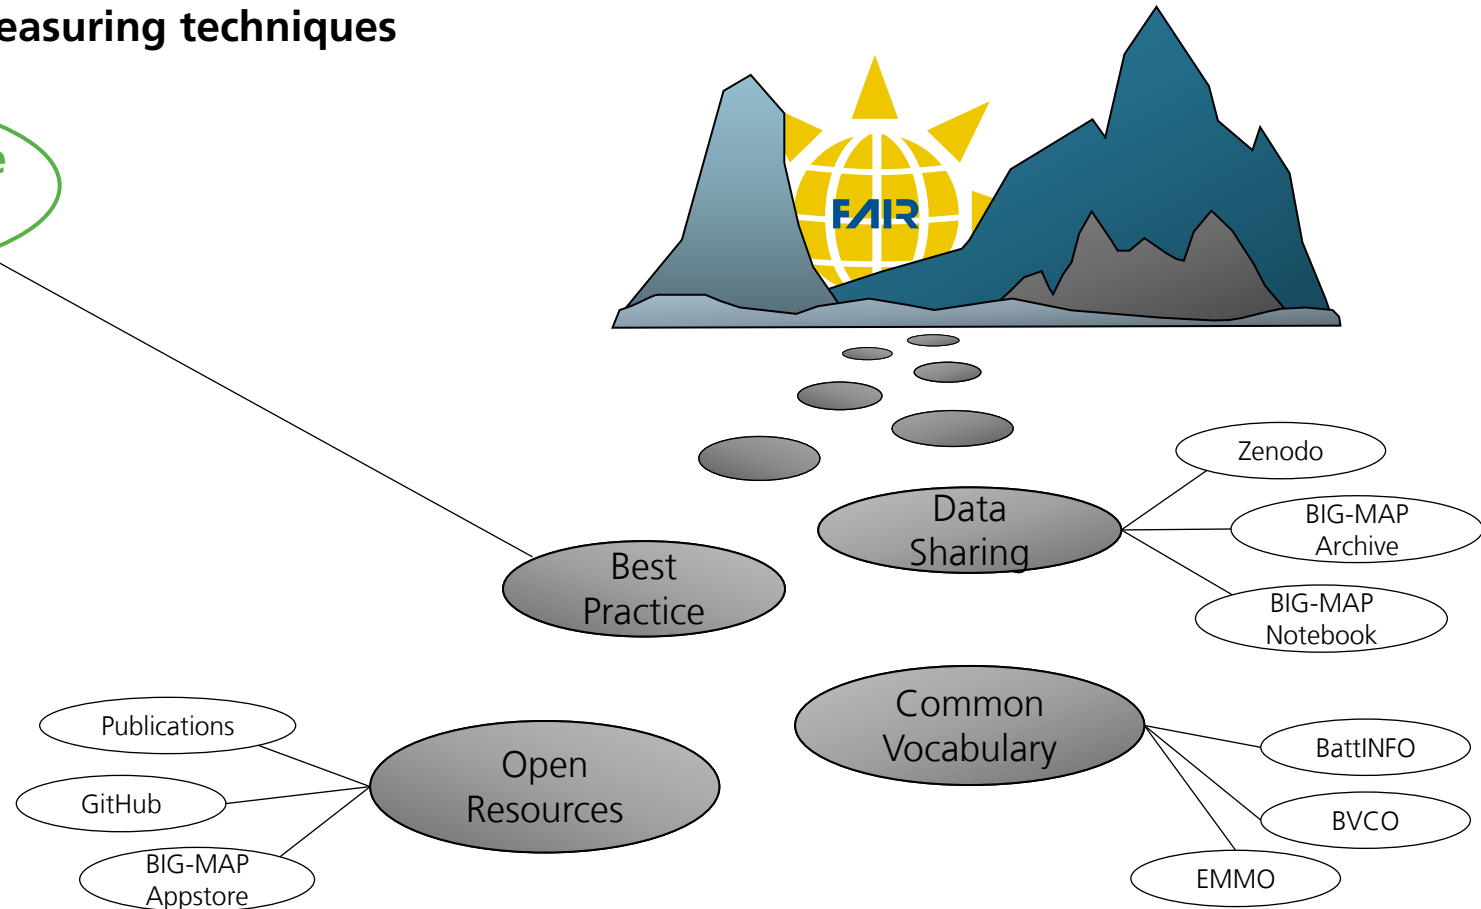 easuring techniques
e
FAIR
Zenodo
Data
Sharing
BIG-MAP
Archive
Best
Practice
BIG-MAP
Notebook
Common
Vocabulary
Publications
BattINFO
Open
Resources
GitHub
BVCO
BIG-MAP
Appstore
EMMO